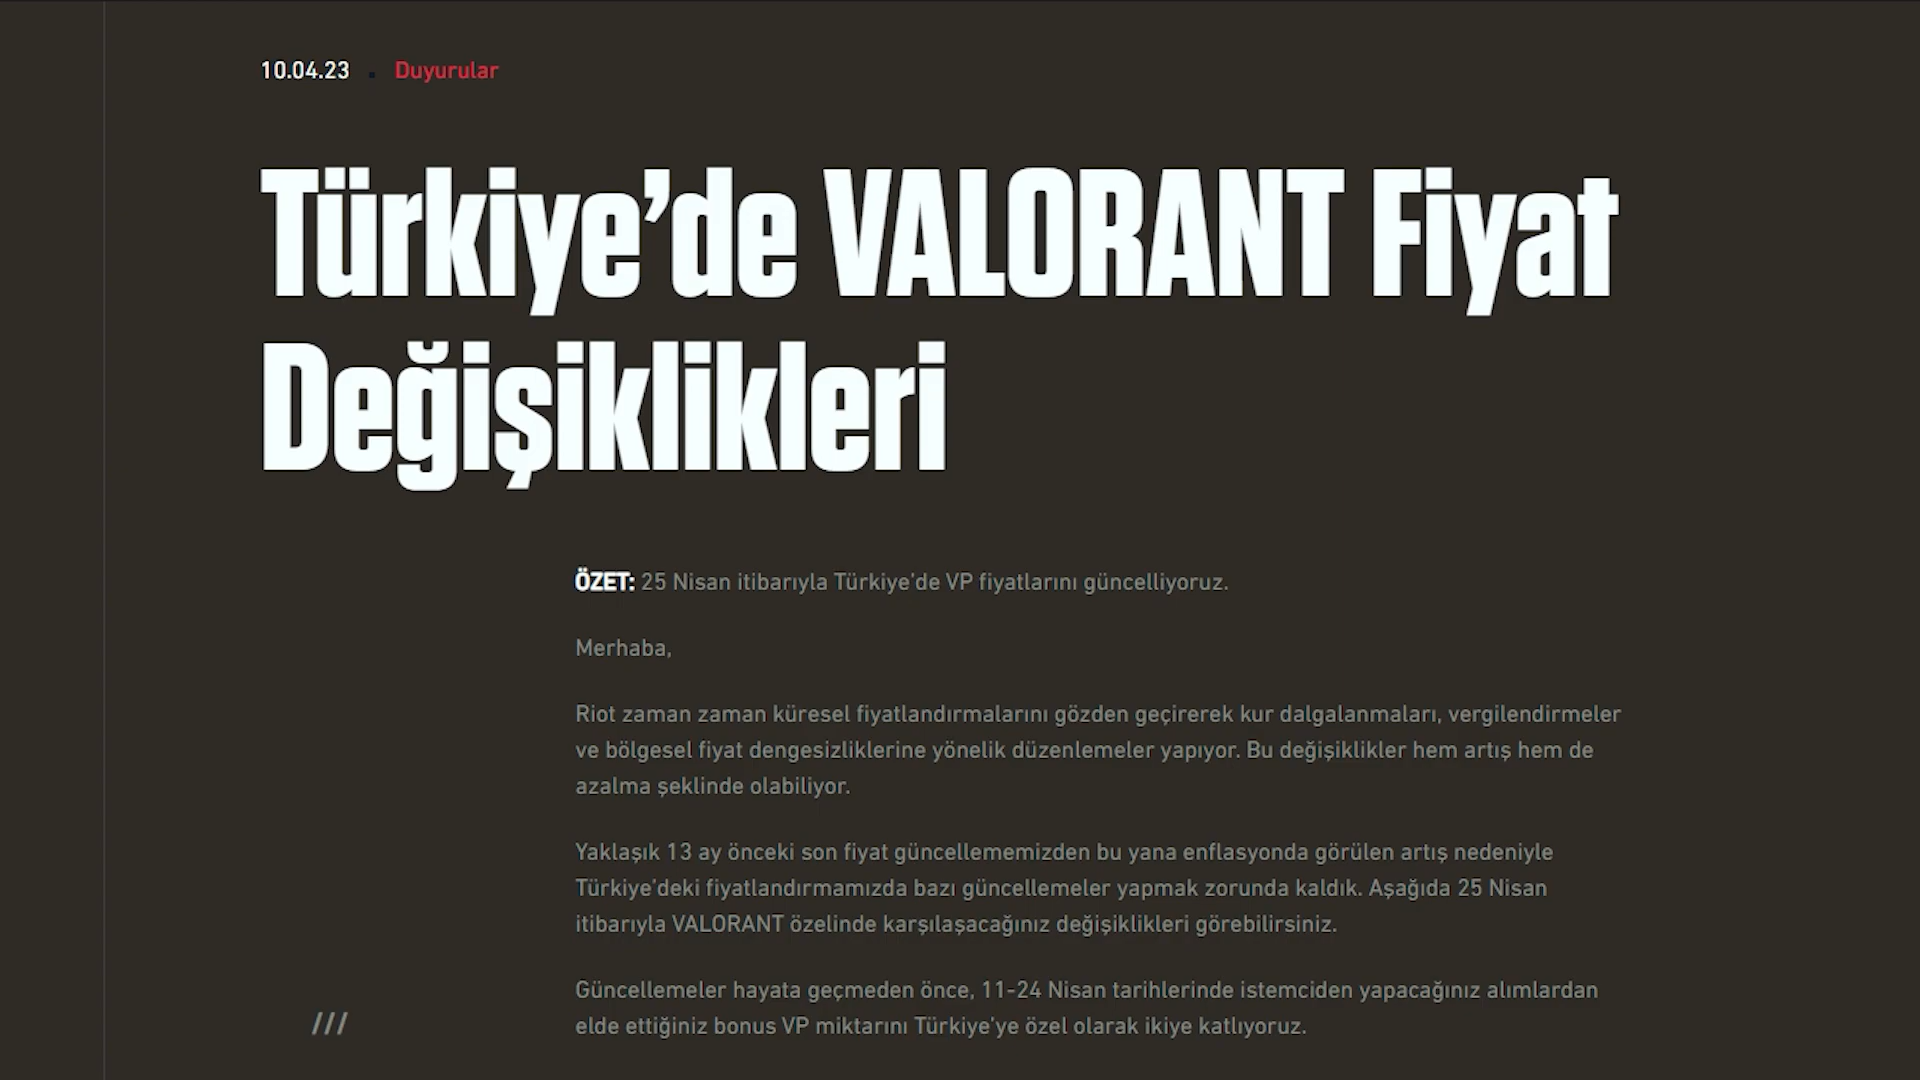 10.04.23 . Duyurular
Türkiye’de VALORANT Fiyat
Değişiklikleri
ÖZET: 25 Nisan itibarıyla Türkiye’de VP fiyatlarını güncelliyoruz.
Merhaba,
Riot zaman zaman küresel fiyatlandırmalarını gözden geçirerek kur dalgalanmaları, vergilendirmeler
ve bölgesel fiyat dengesizliklerine yönelik düzenlemeler yapıyor. Bu değişiklikler hem artış hem de
azalma şeklinde olabiliyor.
Yaklaşık 13 ay önceki son fiyat güncellememizden bu yana enflasyonda görülen artış nedeniyle
Türkiye’deki fiyatlandırmamızda bazı güncellemeler yapmak zorunda kaldık. Aşağıda 25 Nisan
itibarıyla VALORANT özelinde karşılaşacağınız değişiklikleri görebilirsiniz.
Güncellemeler hayata geçmeden önce, 11-24 Nisan tarihlerinde istemciden yapacağınız alımlardan
elde ettiğiniz bonus VP miktarını Türkiye’ye özel olarak ikiye katlıyoruz.
///